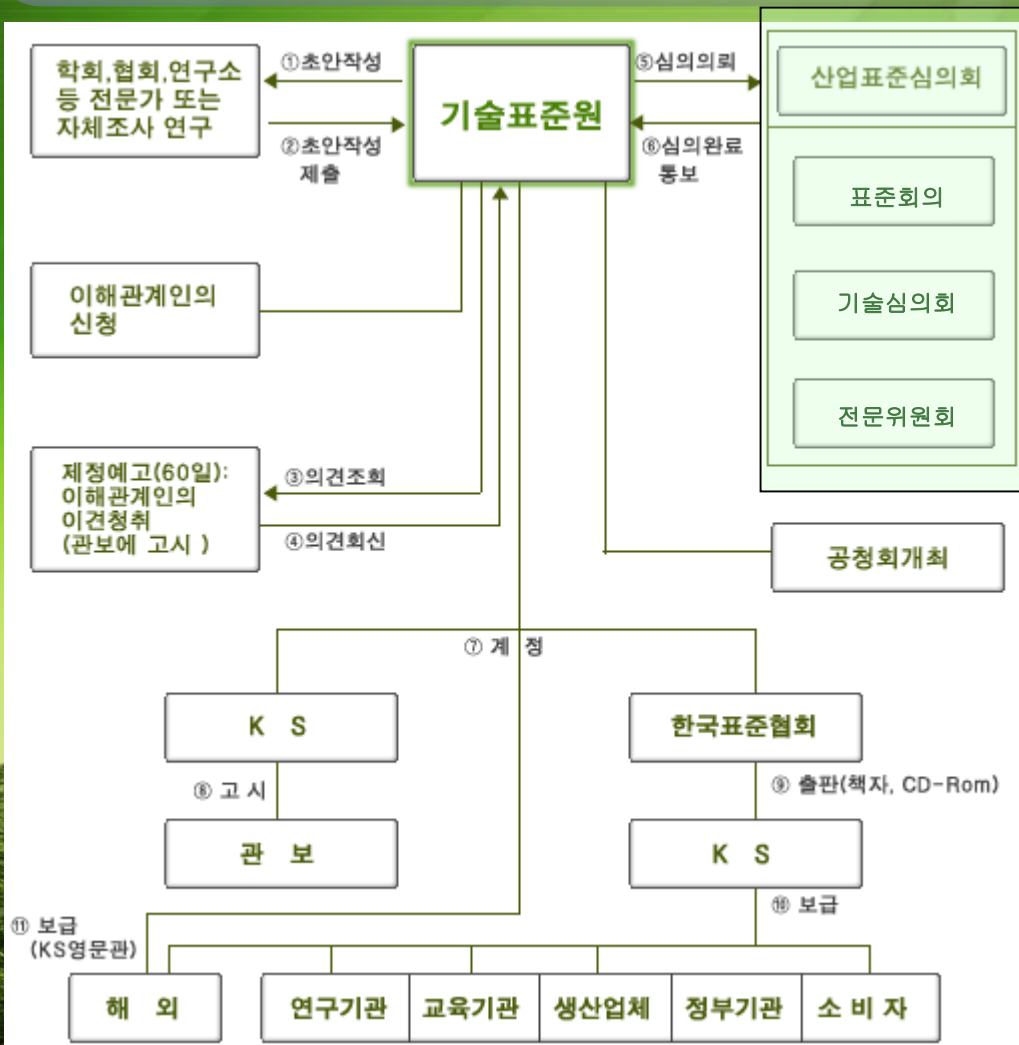 학회,협회,연구소
등 전문가 또는
자체조사 연구
①초안작성
②초안작성
제출
기술표준원
⑤심의의뢰
⑥심의완료
통보
산업표준심의회
표준회의
기술심의회
전문위원회
이해관계인의
신청
제정예고(60일):
이해관계인의
이견청취
(관보에 고시 )
③의견조회
④의견회신
공청회개최
⑦ 계 정
K S
한국표준협회
⑧ 고 시
⑨ 출판(책자, CD-Rom)
관 보
K S
⑩ 보급
⑪ 보급
(KS영문관)
해 외
연구기관
교육기관
생산업체
정부기관
소 비 자